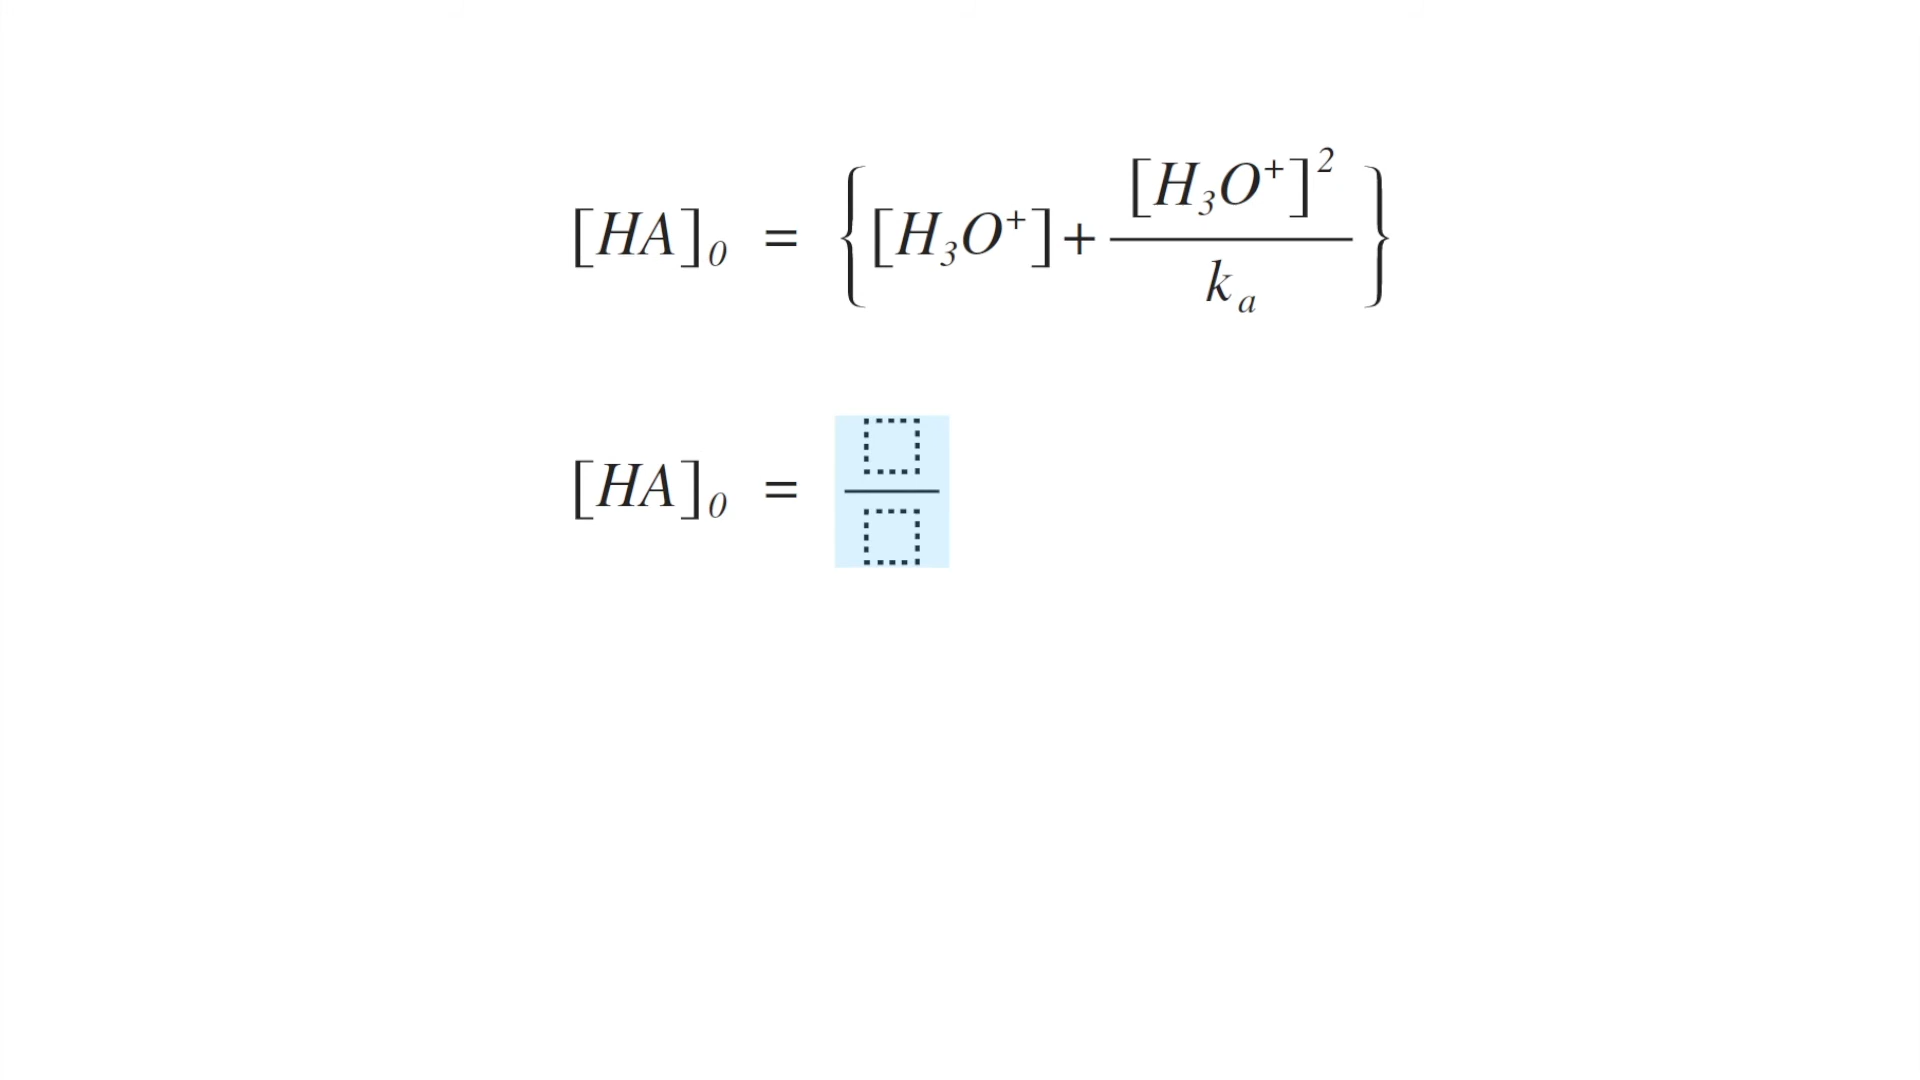 [HA]₀ = {[H₃O⁺] + [H₃O⁺]² / kₐ}
[HA]₀ = ⬚ / ⬚